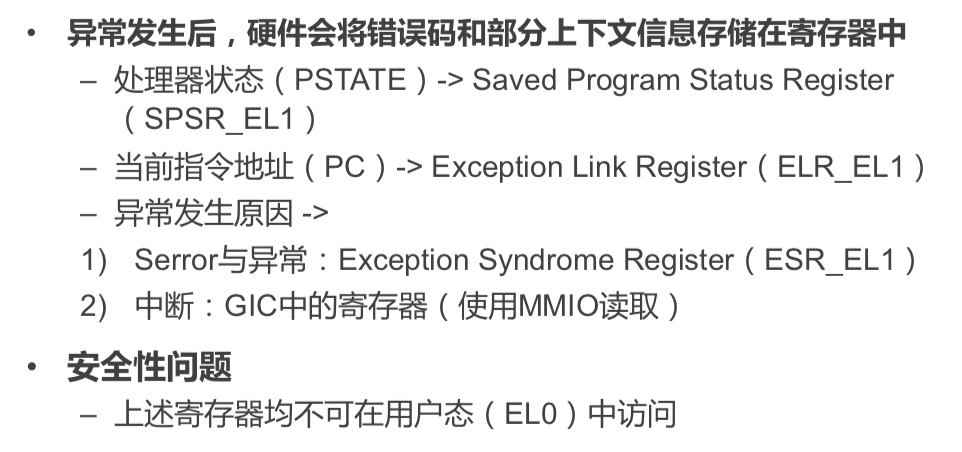 • 异常发生后，硬件会将错误码和部分上下文信息存储在寄存器中
– 处理器状态（PSTATE）-> Saved Program Status Register
（SPSR_EL1）
– 当前指令地址（PC）-> Exception Link Register（ELR_EL1）
– 异常发生原因 ->
1) Serror与异常：Exception Syndrome Register（ESR_EL1）
2) 中断：GIC中的寄存器（使用MMIO读取）
• 安全性问题
– 上述寄存器均不可在用户态（EL0）中访问